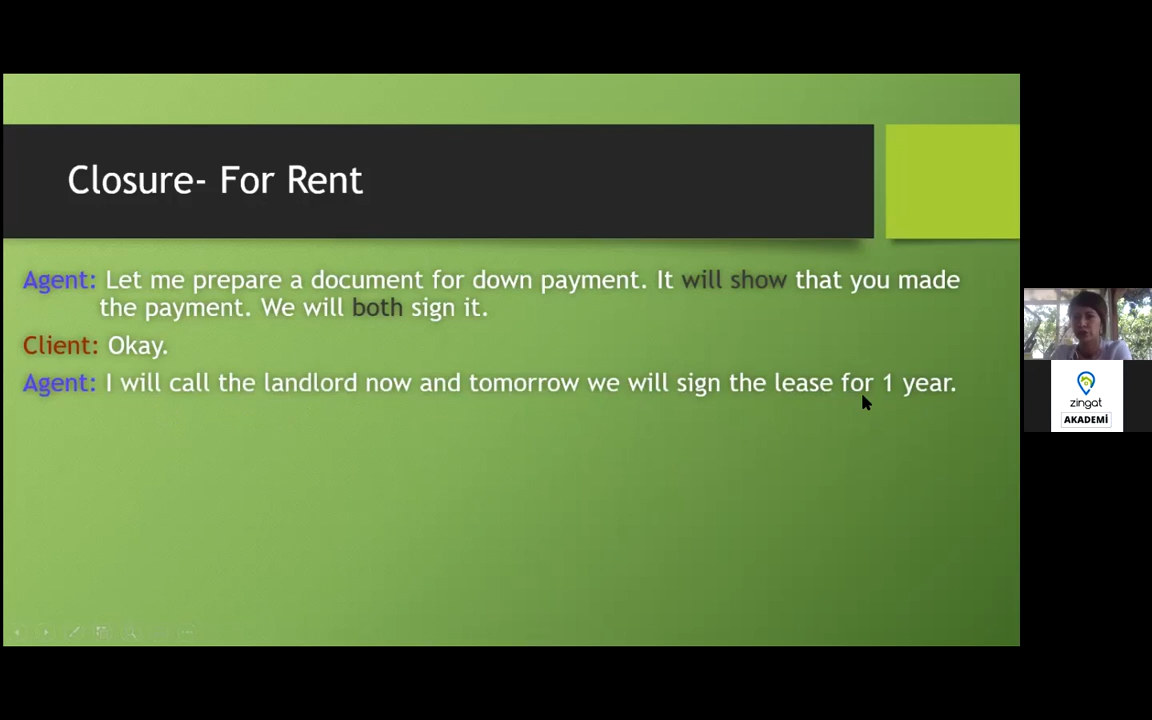 Closure- For Rent
Agent: Let me prepare a document for down payment. It will show that you made
the payment. We will both sign it.
Client: Okay.
Agent: I will call the landlord now and tomorrow we will sign the lease for 1 year.
zingat
AKADEMİ